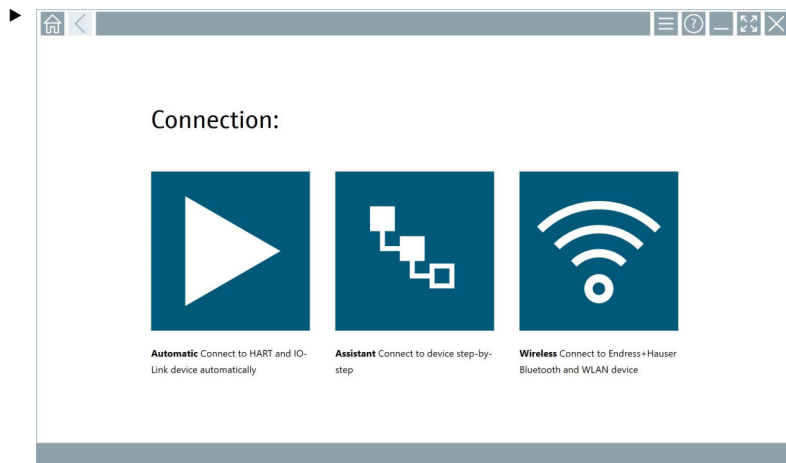 Connection:
Automatic Connect to HART and IO-
Link device automatically
Assistant Connect to device step-by-
step
Wireless Connect to Endress+Hauser
Bluetooth and WLAN device